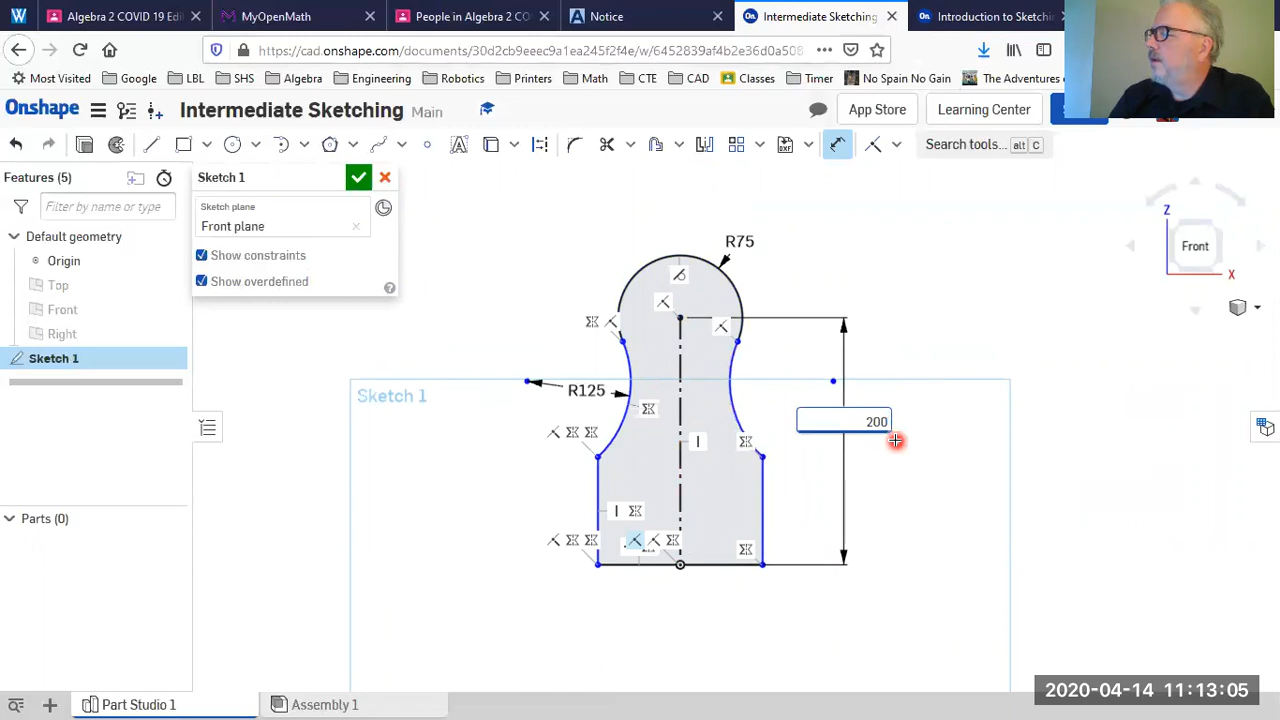 Algebra 2 COVID 19 Edi
MyOpenMath
People in Algebra 2 CO
Notice
Intermediate Sketching
Introduction to Sketchi
https://cad.onshape.com/documents/30d2cb9eeec9a1ea245f2f4e/w/6452839af4b2e36d0a508
Most Visited
Google
LBL
SHS
Algebra
Engineering
Robotics
Printers
Math
CTE
CAD
Classes
Timer
No Spain No Gain
The Adventures
Onshape
Intermediate Sketching
Main
App Store
Learning Center
Search tools...
alt
C
Features (5)
Filter by name or type
Default geometry
Origin
Top
Front
Right
Sketch 1
Parts (0)
Sketch 1
Sketch plane
Front plane
Show constraints
Show overdefined
R75
R125
200
Sketch 1
Z
Front
X
Part Studio 1
Assembly 1
2020-04-14 11:13:05